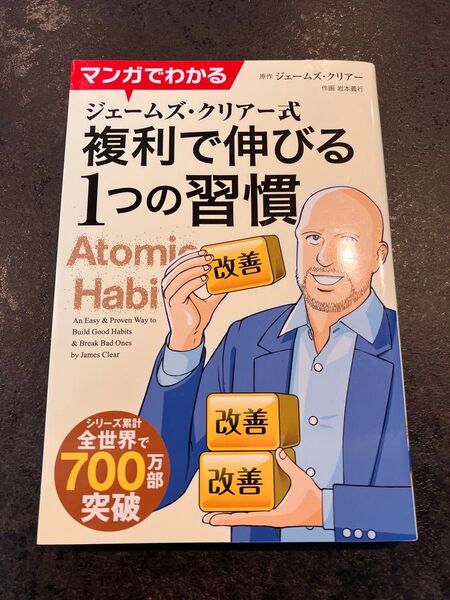 マンガでわかる
原作 ジェームズ・クリアー
作画 岩本義行
ジェームズ・クリアー式
複利で伸びる
1つの習慣
Atomic
Habi
An Easy & Proven Way to
Build Good Habits
& Break Bad Ones
by James Clear
改善
改善
改善
シリーズ累計
全世界で
700万部
突破